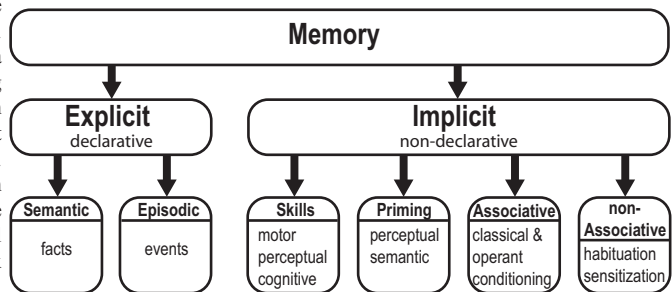 Memory
Explicit
declarative
Implicit
non-declarative
Semantic
facts
Episodic
events
Skills
motor
perceptual
cognitive
Priming
perceptual
semantic
Associative
classical &
operant
conditioning
non-
Associative
habituation
sensitization